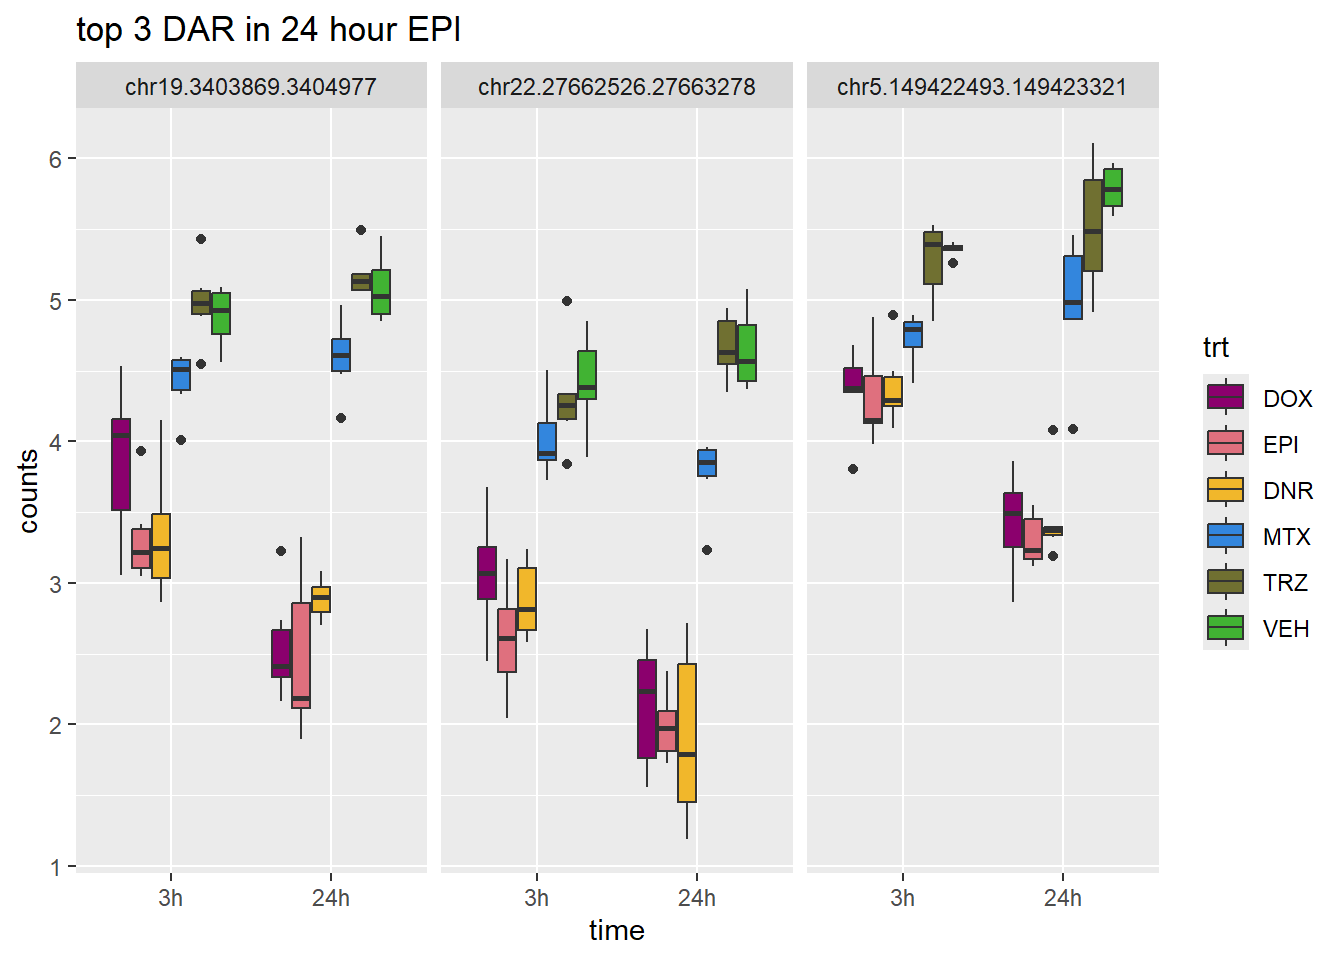 top 3 DAR in 24 hour EPI
chr19.3403869.3404977
chr22.27662526.27663278
chr5.149422493.149423321
6
5
4
3
2
1
counts
3h
24h
3h
24h
3h
24h
time
trt
DOX
EPI
DNR
MTX
TRZ
VEH